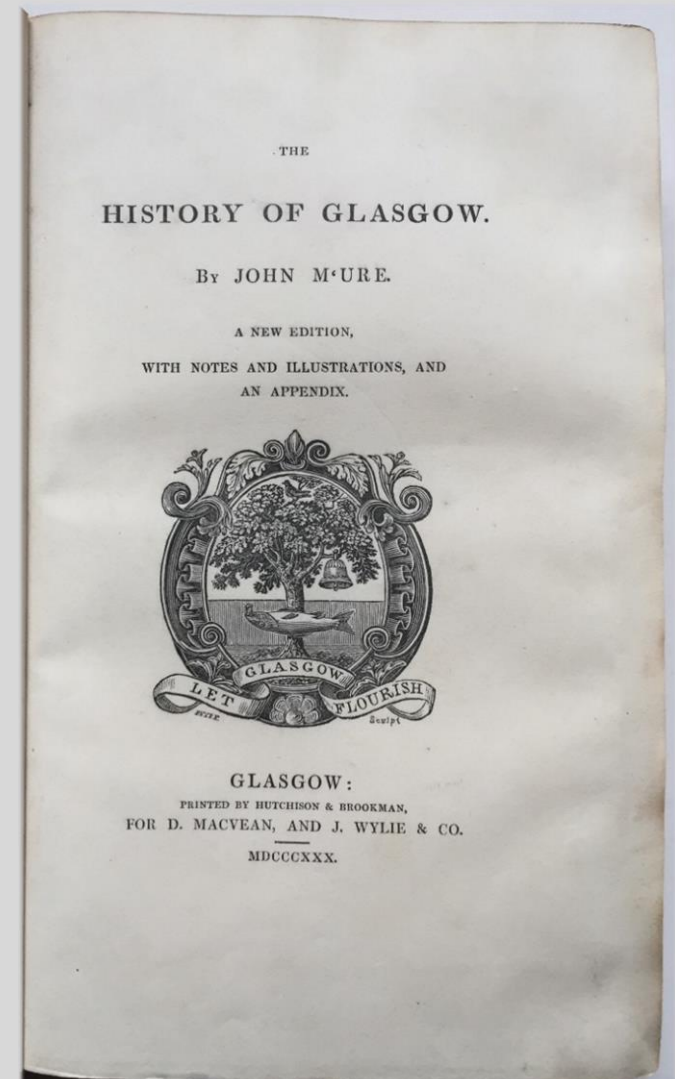 THE
HISTORY OF GLASGOW.
By JOHN M‘URE.
A NEW EDITION,
WITH NOTES AND ILLUSTRATIONS, AND
AN APPENDIX.
LET GLASGOW FLOURISH
Sculpt
GLASGOW:
PRINTED BY HUTCHISON & BROOKMAN,
FOR D. MACVEAN, AND J. WYLIE & CO.
MDCCCXXX.